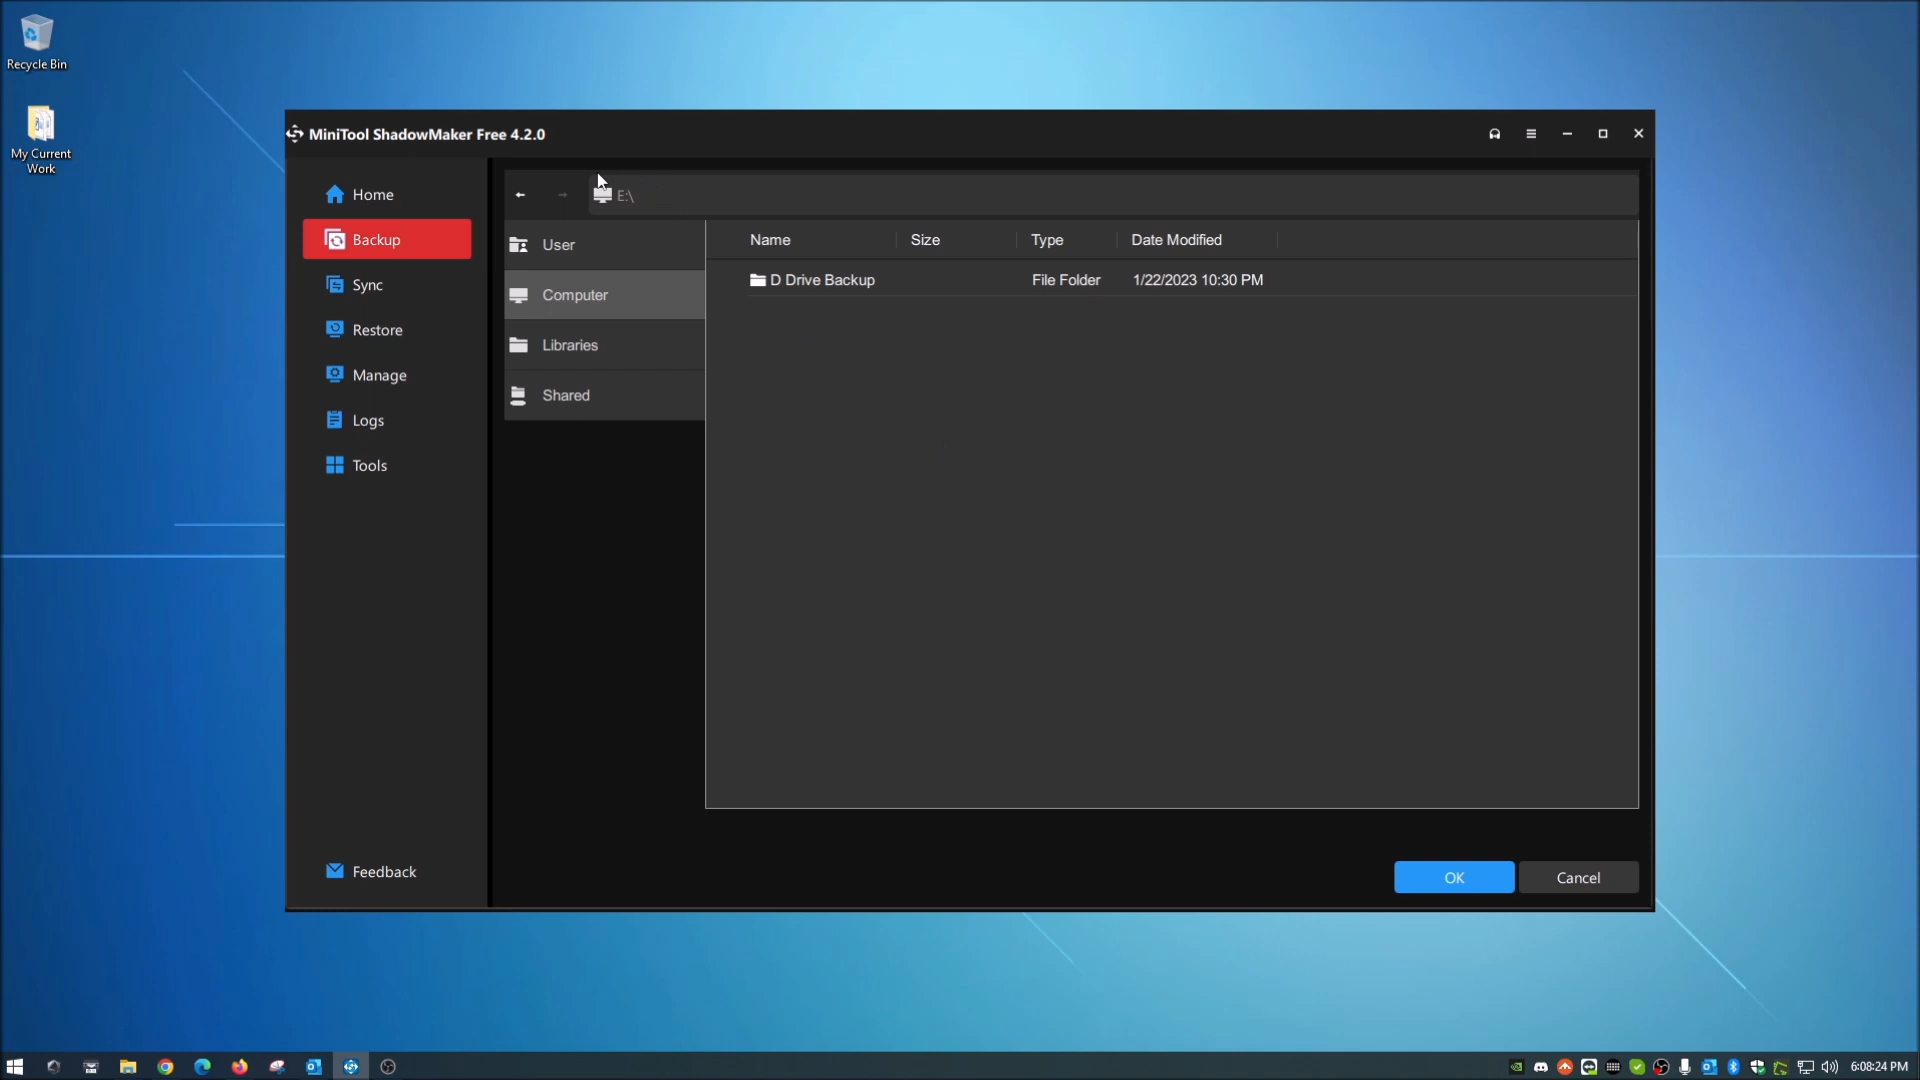 Recycle Bin
My Current
Work
MiniTool ShadowMaker Free 4.2.0
Home
Backup
Sync
Restore
Manage
Logs
Tools
Feedback
E:\
User
Computer
Libraries
Shared
Name Size Type Date Modified
D Drive Backup File Folder 1/22/2023 10:30 PM
OK Cancel
6:08:24 PM